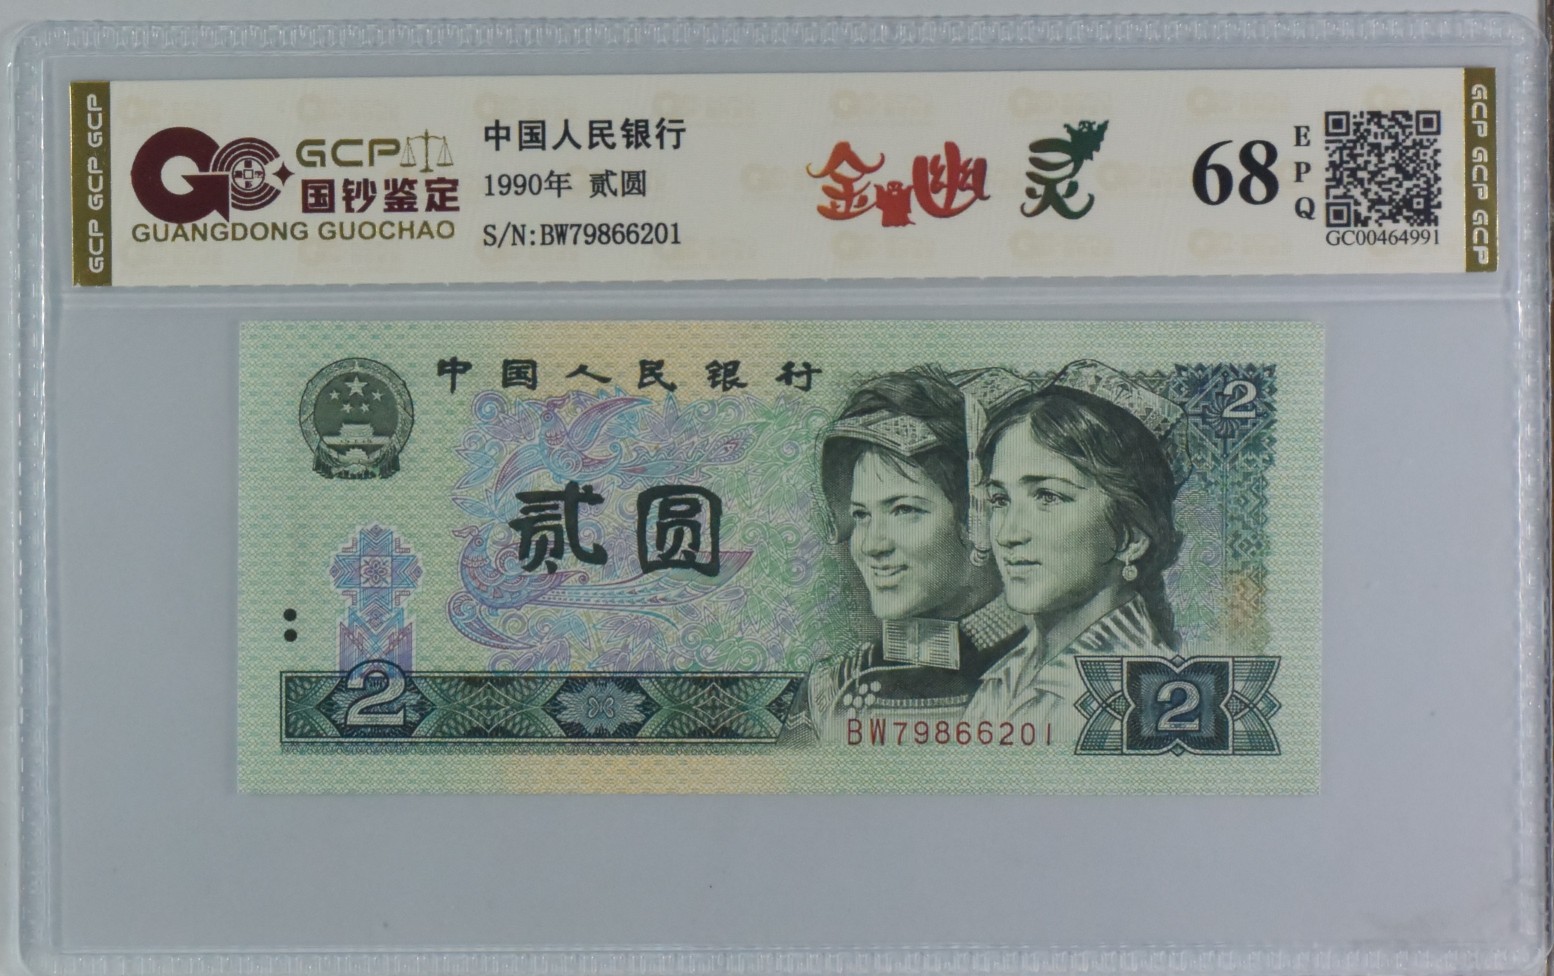 GCP GCP GCP
GCP
国钞鉴定
GUANGDONG GUOCHAO
中国人民银行
1990年 贰圆
S/N:BW79866201
金幽灵
68
EPQ
GC00464991
GCP GCP GCP
中国人民银行
2
贰圆
2
2
BW79866201